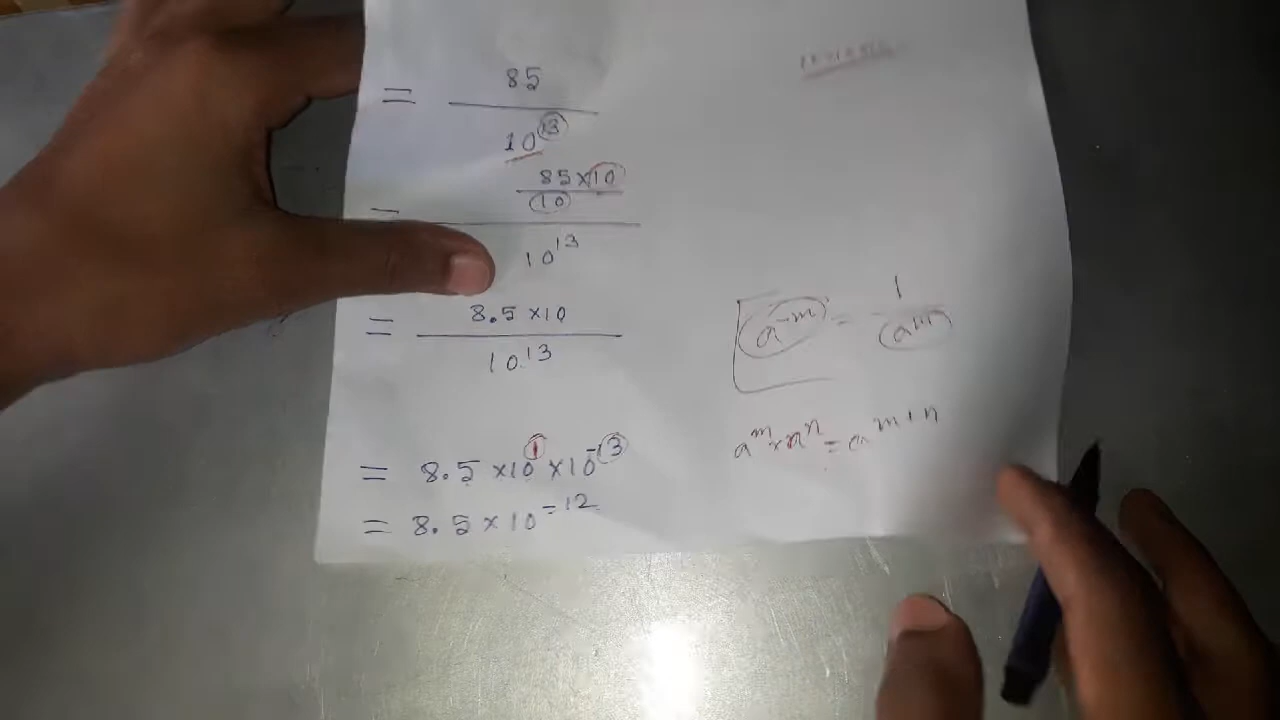 = 85
10^13
85×10
10
=
10^13
= 8.5 ×10
10^13
= 8.5 ×10^1 ×10^-13
= 8.5 × 10^-12
a^-m = 1
a^m
a^m × a^n = a^m+n